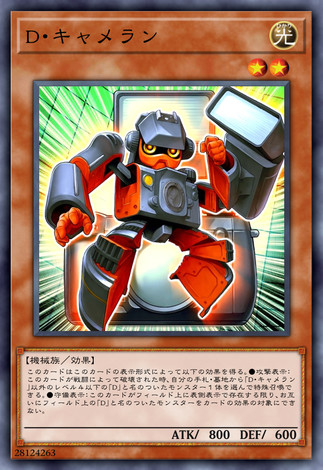 D・キャメラン
光
【機械族／効果】
このカードはこのカードの表示形式によって以下の効果を得る。●攻撃表示：
このカードが戦闘によって破壊された時、自分の手札・墓地から「D・キャメラン
」以外のレベル４以下の「D」と名のついたモンスター１体を選んで特殊召喚
できる。●守備表示：このカードがフィールド上に表側表示で存在する限り、お
互いにフィールド上の「D」と名のついたモンスターをカードの効果の対象にでき
ない。
ATK/ 800 DEF/ 600
28124263